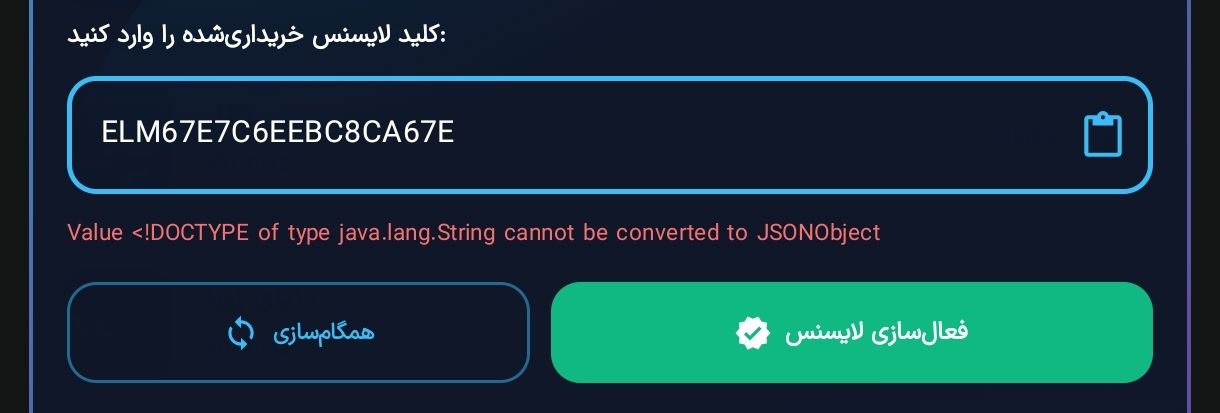 کلید لایسنس خریداری‌شده را وارد کنید:
ELM67E7C6EEBC8CA67E
Value <!DOCTYPE of type java.lang.String cannot be converted to JSONObject
فعال‌سازی لایسنس
همگام‌سازی